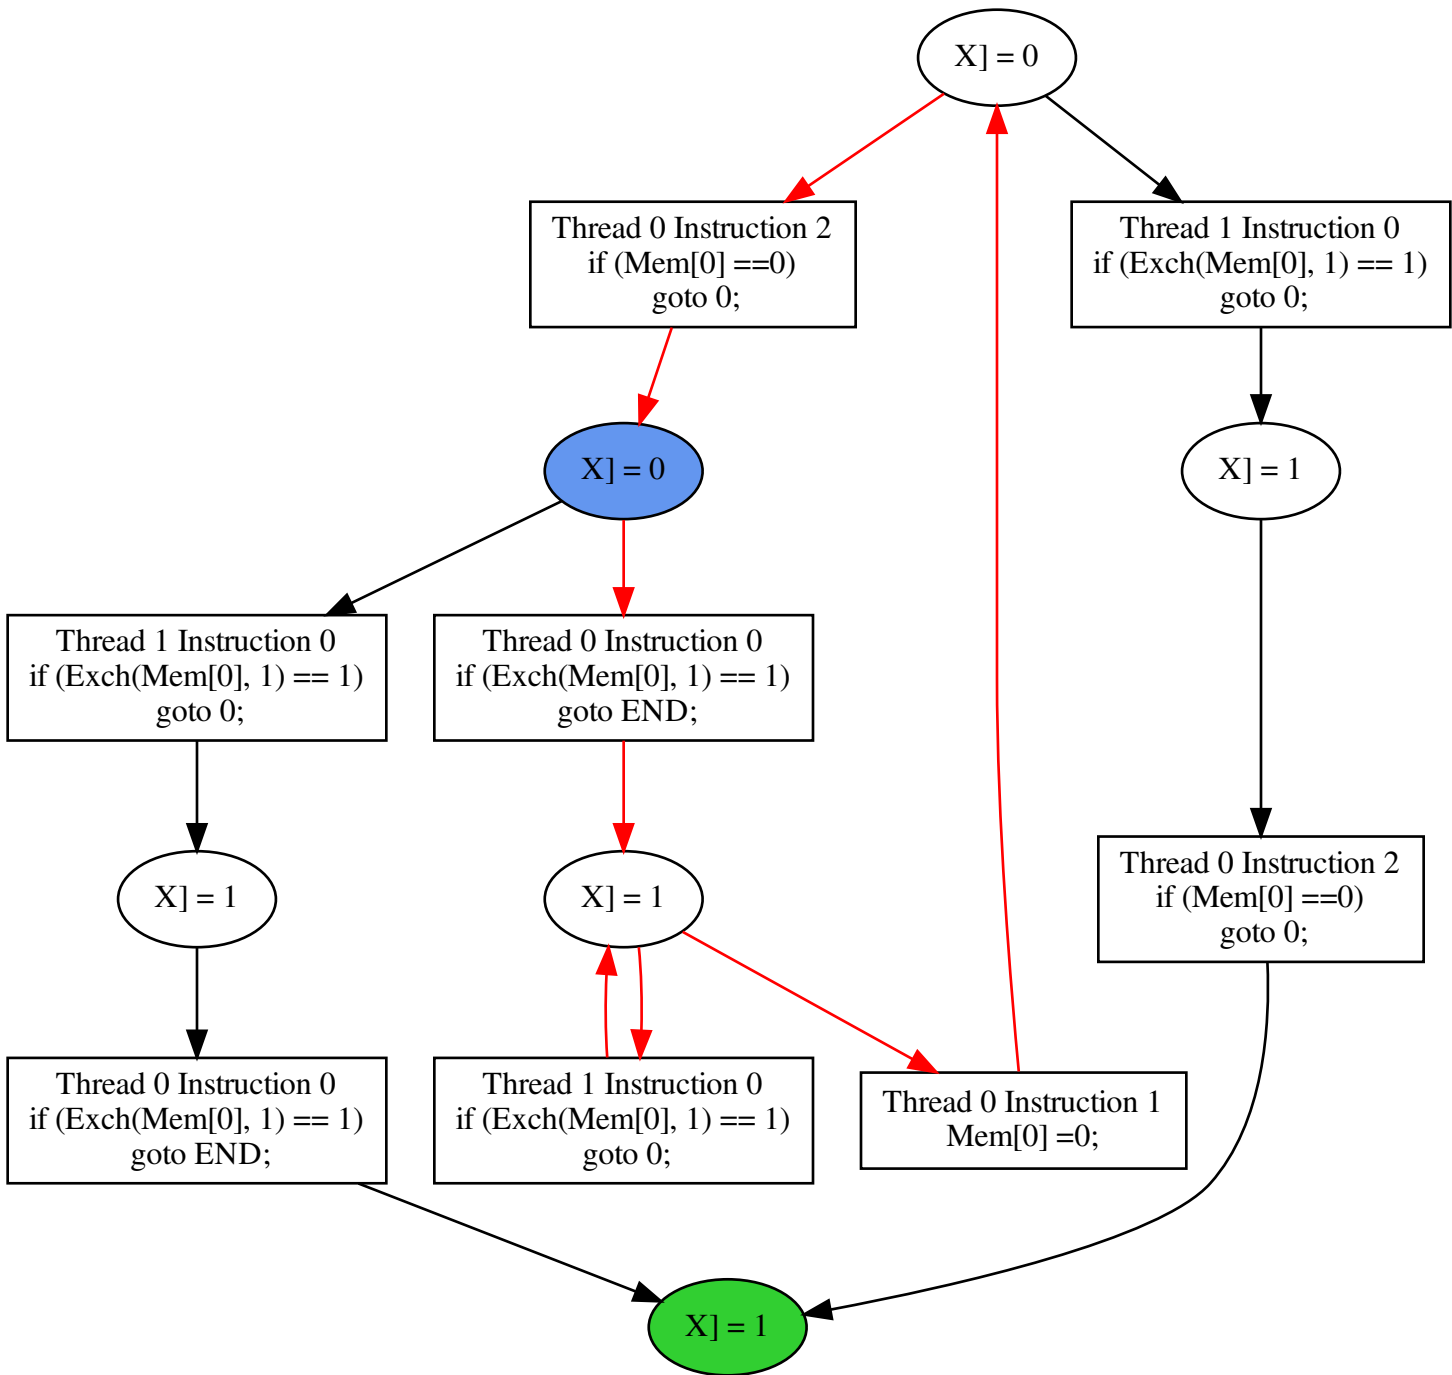 X] = 0
Thread 0 Instruction 2
if (Mem[0] ==0)
goto 0;
Thread 1 Instruction 0
if (Exch(Mem[0], 1) == 1)
goto 0;
X] = 0
X] = 1
Thread 1 Instruction 0
if (Exch(Mem[0], 1) == 1)
goto 0;
Thread 0 Instruction 0
if (Exch(Mem[0], 1) == 1)
goto END;
X] = 1
X] = 1
Thread 0 Instruction 2
if (Mem[0] ==0)
goto 0;
Thread 0 Instruction 0
if (Exch(Mem[0], 1) == 1)
goto END;
Thread 1 Instruction 0
if (Exch(Mem[0], 1) == 1)
goto 0;
Thread 0 Instruction 1
Mem[0] =0;
X] = 1